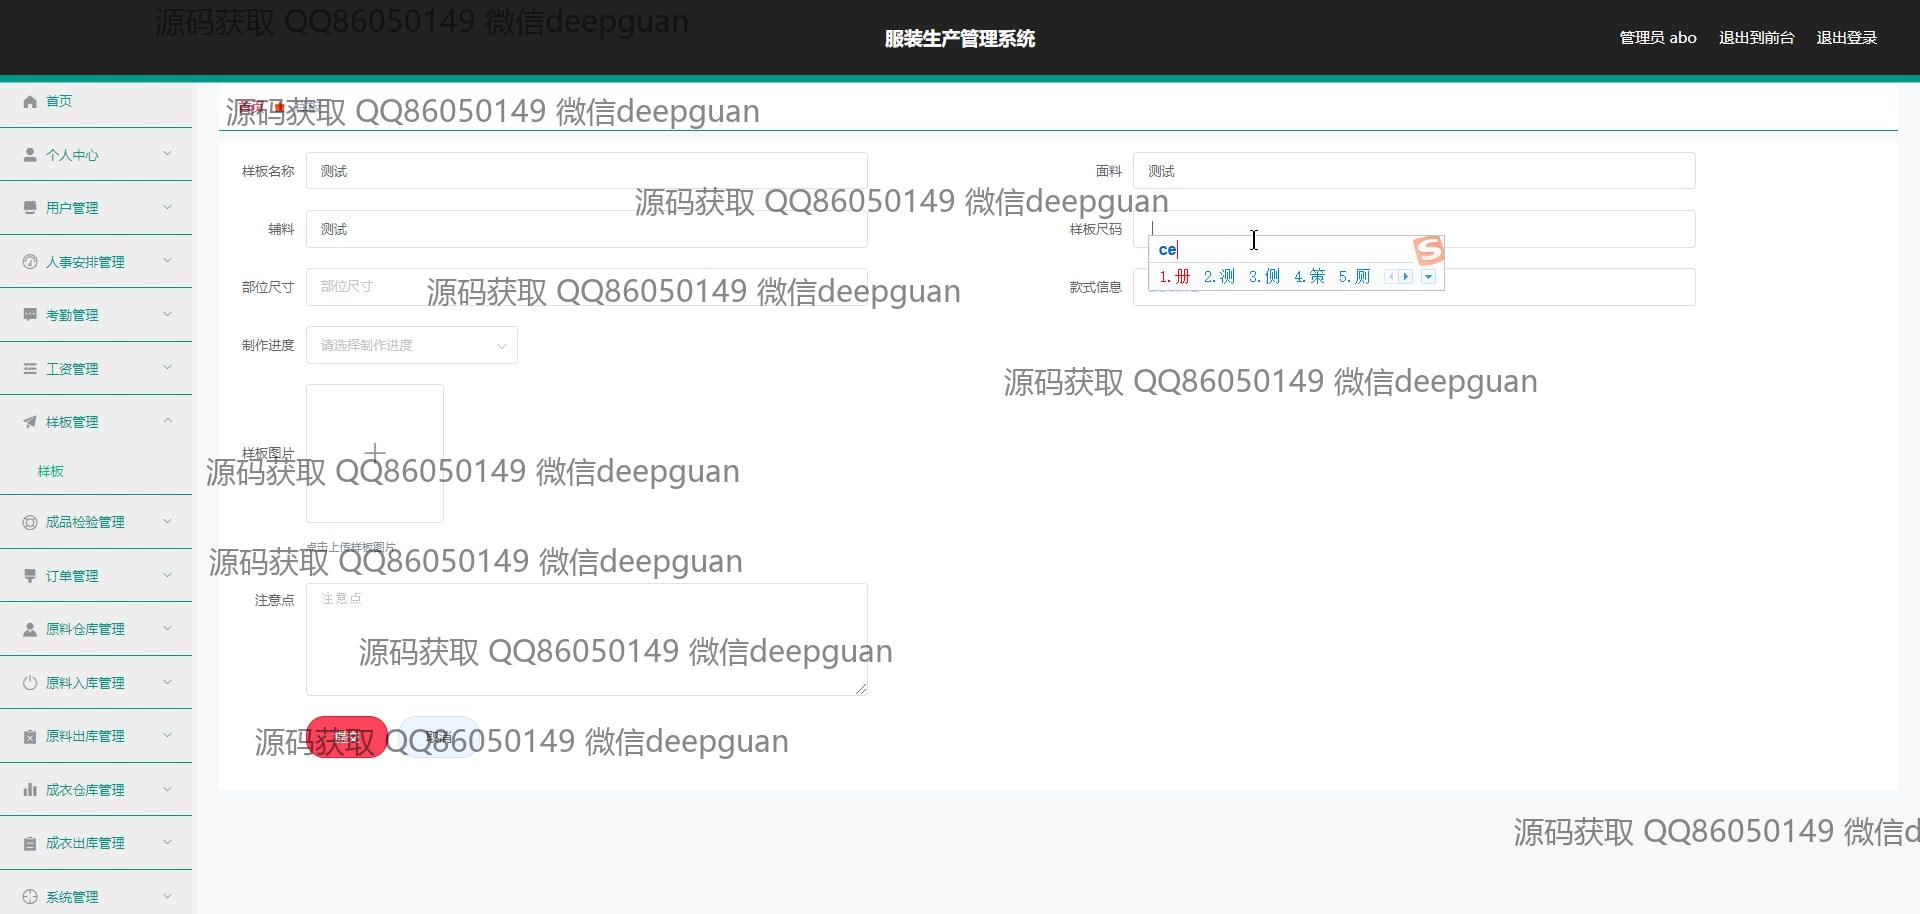 源码获取 QQ86050149 微信deepguan
服装生产管理系统
管理员 abo 退出到前台 退出登录
首页
源码获取 QQ86050149 微信deepguan
个人中心
样板名称 测试 面料 测试
源码获取 QQ86050149 微信deepguan
用户管理
辅料 测试 样板尺码
ce
1.册 2.测 3.侧 4.策 5.厕
人事安排管理
部位尺寸 部位尺寸 款式信息
源码获取 QQ86050149 微信deepguan
考勤管理
制作进度 请选择制作进度
工资管理
源码获取 QQ86050149 微信deepguan
样板管理
样板图片
样板
源码获取 QQ86050149 微信deepguan
成品检验管理
点击上传样板图片
源码获取 QQ86050149 微信deepguan
订单管理
注意点 注意点
原料仓库管理
源码获取 QQ86050149 微信deepguan
原料入库管理
原料出库管理
提交 取消
源码获取 QQ86050149 微信deepguan
成衣仓库管理
成衣出库管理
源码获取 QQ86050149 微信d
系统管理